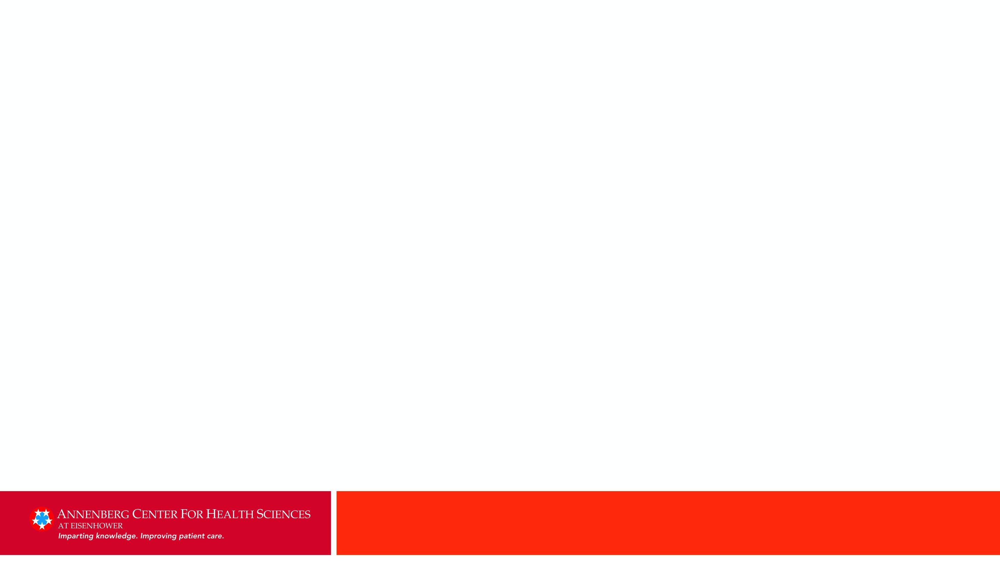 ANNENBERG CENTER FOR HEALTH SCIENCES
AT EISENHOWER
Imparting knowledge. Improving patient care.